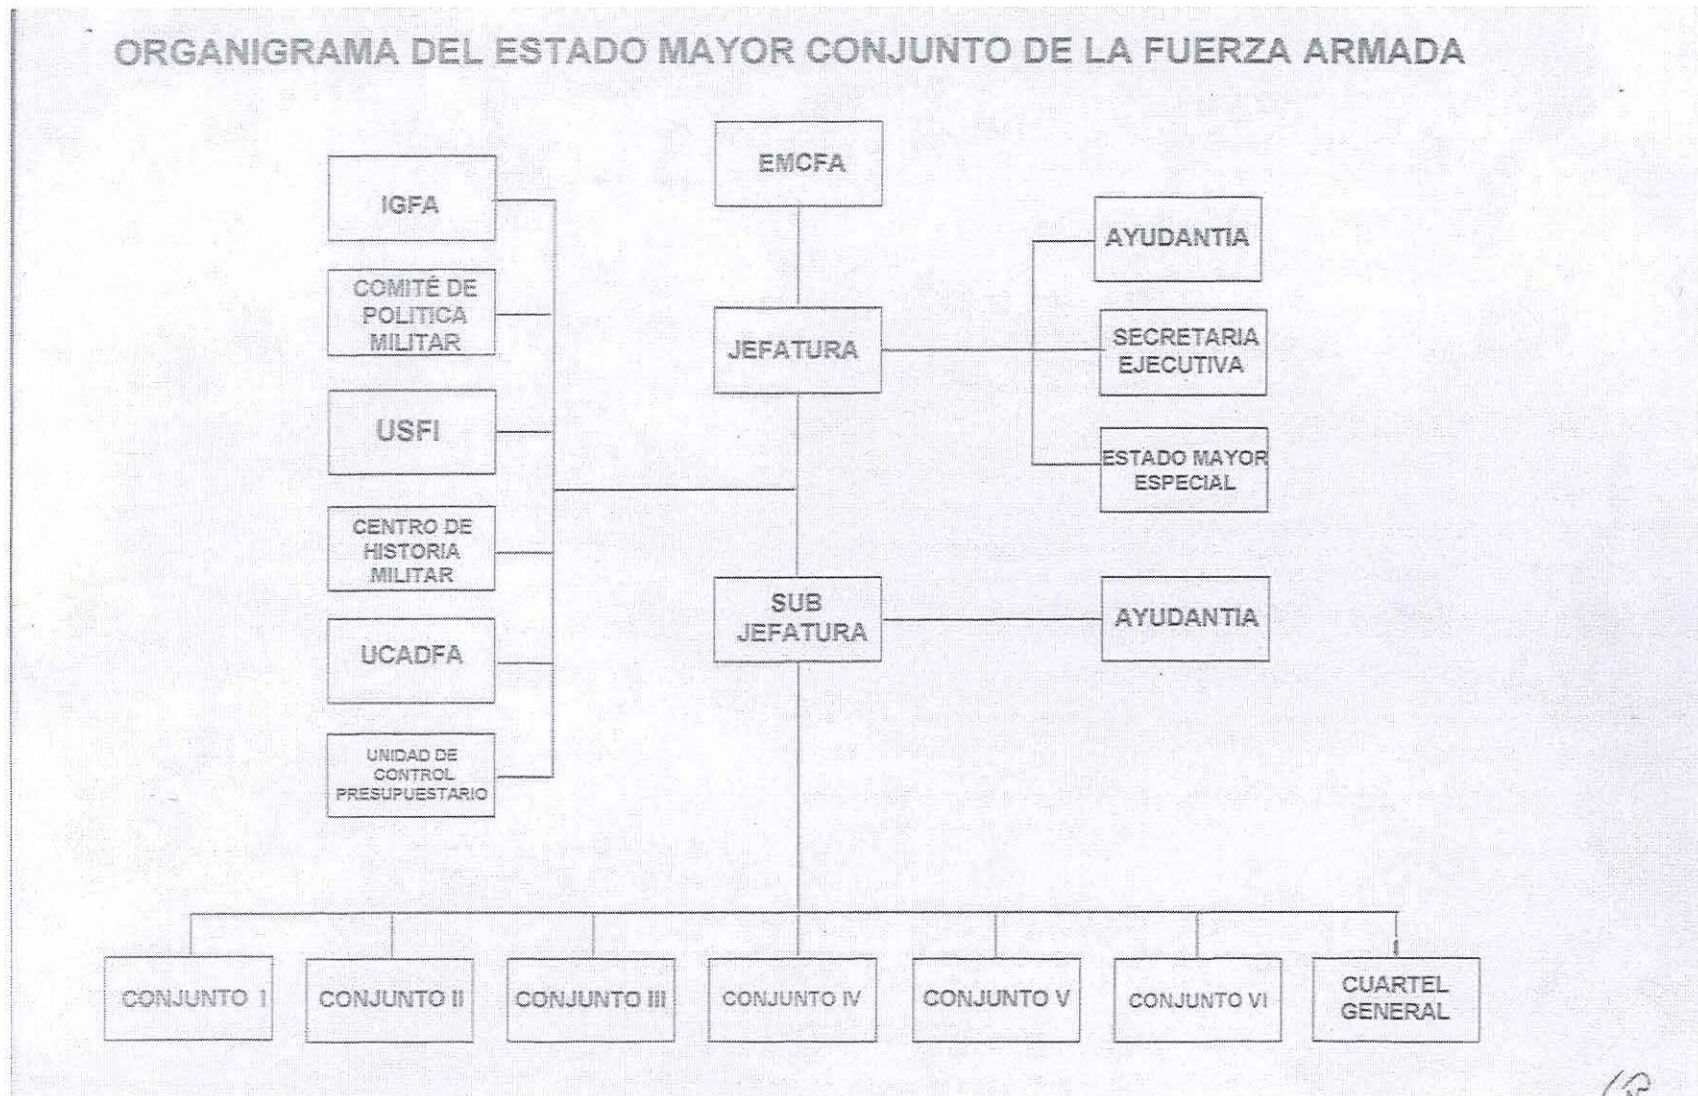 ORGANIGRAMA DEL ESTADO MAYOR CONJUNTO DE LA FUERZA ARMADA
EMCFA
IGFA
AYUDANTIA
COMITÉ DE
POLITICA
MILITAR
JEFATURA
SECRETARIA
EJECUTIVA
USFI
ESTADO MAYOR
ESPECIAL
CENTRO DE
HISTORIA
MILITAR
SUB
JEFATURA
AYUDANTIA
UCADFA
UNIDAD DE
CONTROL
PRESUPUESTARIO
CONJUNTO I
CONJUNTO II
CONJUNTO III
CONJUNTO IV
CONJUNTO V
CONJUNTO VI
CUARTEL
GENERAL